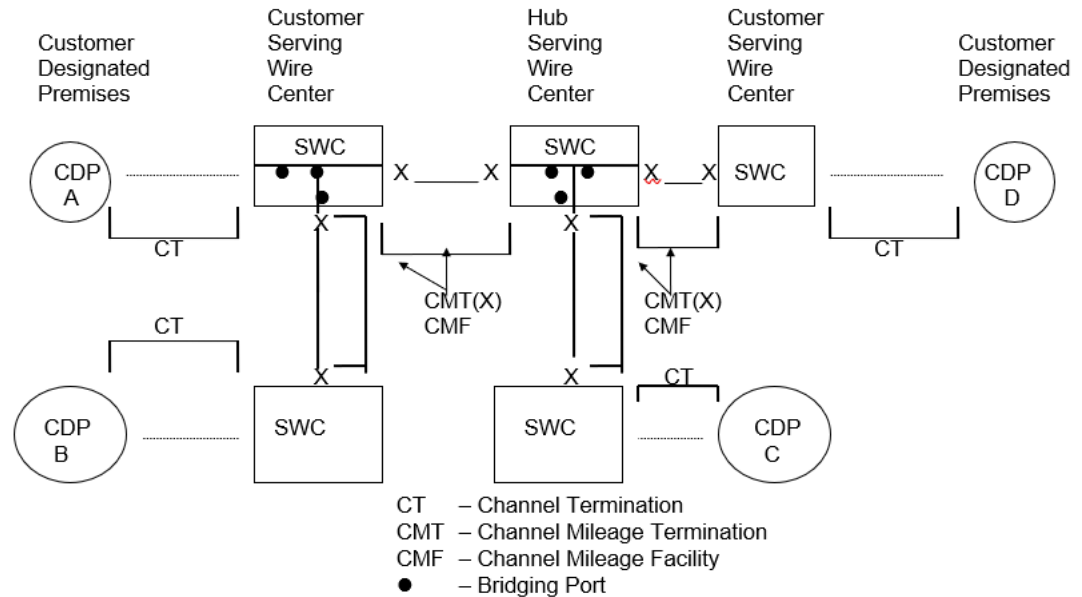 Customer
Designated
Premises
Customer
Serving
Wire
Center
Hub
Serving
Wire
Center
Customer
Serving
Wire
Center
Customer
Designated
Premises
CDP
A
SWC
X ____ X
SWC
X ___ X
SWC
CDP
D
CT
X
X
CT
CMT(X)
CMF
CMT(X)
CMF
CT
X
X
CT
CDP
B
SWC
SWC
CDP
C
CT – Channel Termination
CMT – Channel Mileage Termination
CMF – Channel Mileage Facility
● – Bridging Port